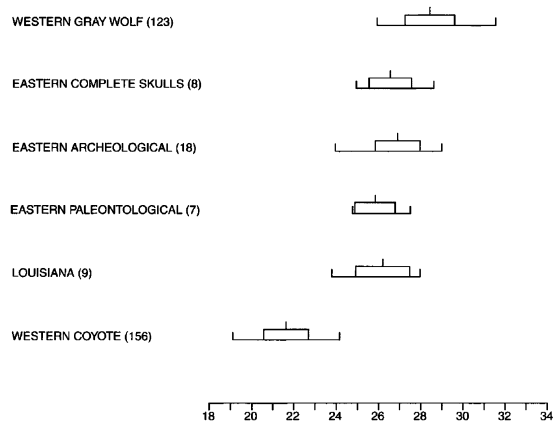 WESTERN GRAY WOLF (123)
EASTERN COMPLETE SKULLS (8)
EASTERN ARCHEOLOGICAL (18)
EASTERN PALEONTOLOGICAL (7)
LOUISIANA (9)
WESTERN COYOTE (156)
18 20 22 24 26 28 30 32 34